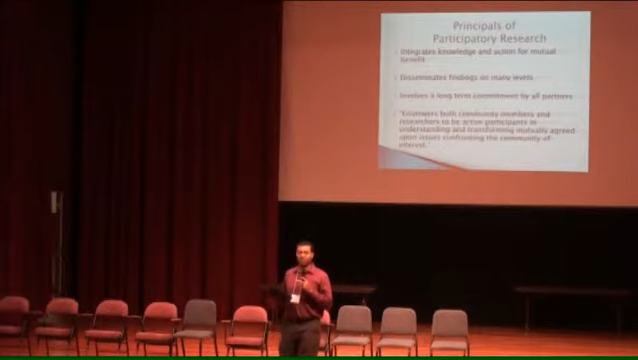 Principals of
Participatory Research
Integrates knowledge and action for mutual
benefit
Disseminates findings on many levels
Involves a long term commitment by all partners
"Empowers both community members and
researchers to be active participants in
understanding and transforming mutually agreed
upon issues confronting the community-of-
interest."